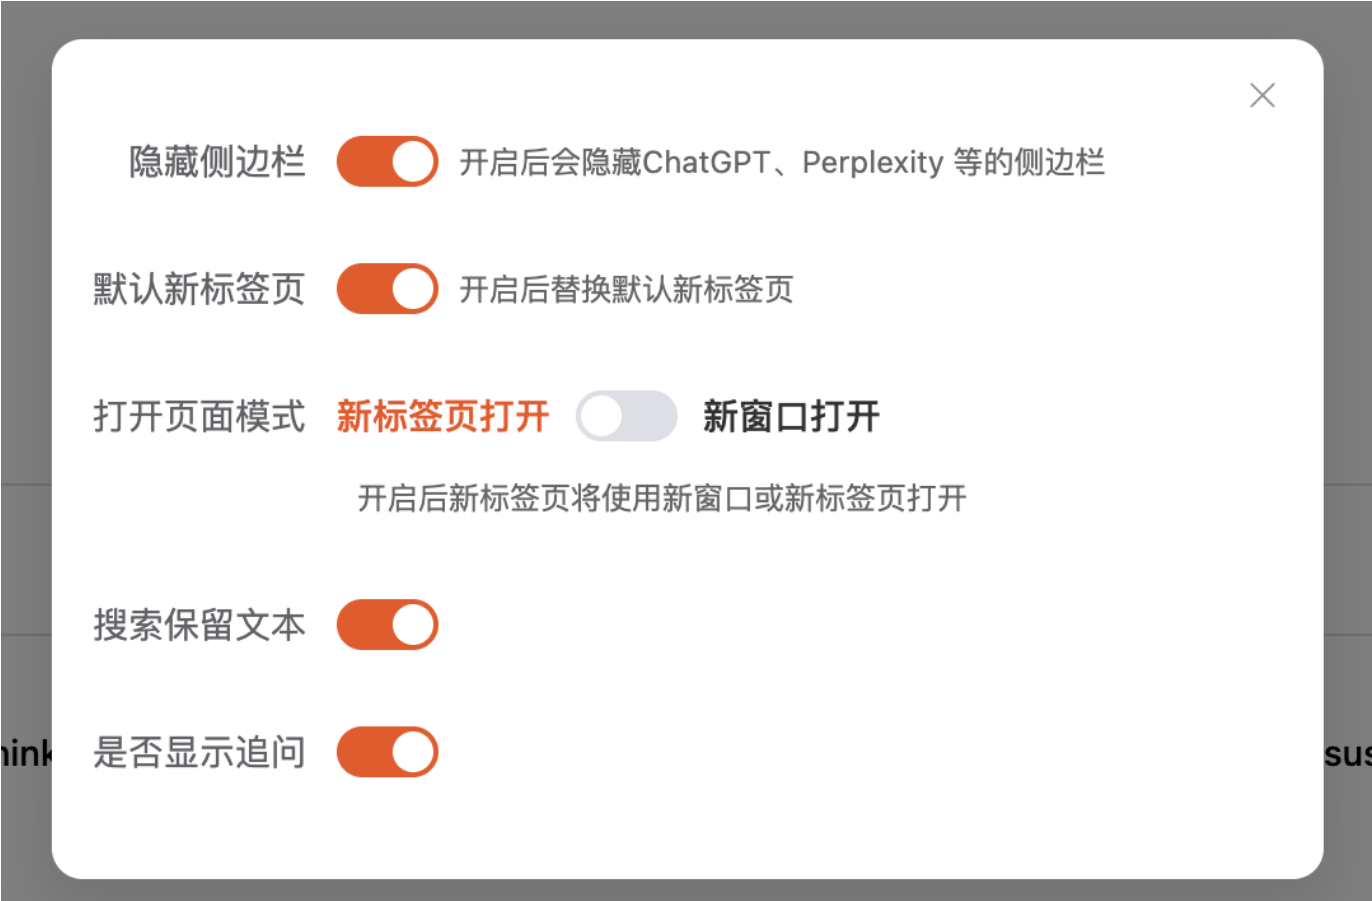 隐藏侧边栏 开启后会隐藏ChatGPT、Perplexity 等的侧边栏
默认新标签页 开启后替换默认新标签页
打开页面模式 新标签页打开 新窗口打开
开启后新标签页将使用新窗口或新标签页打开
搜索保留文本
是否显示追问